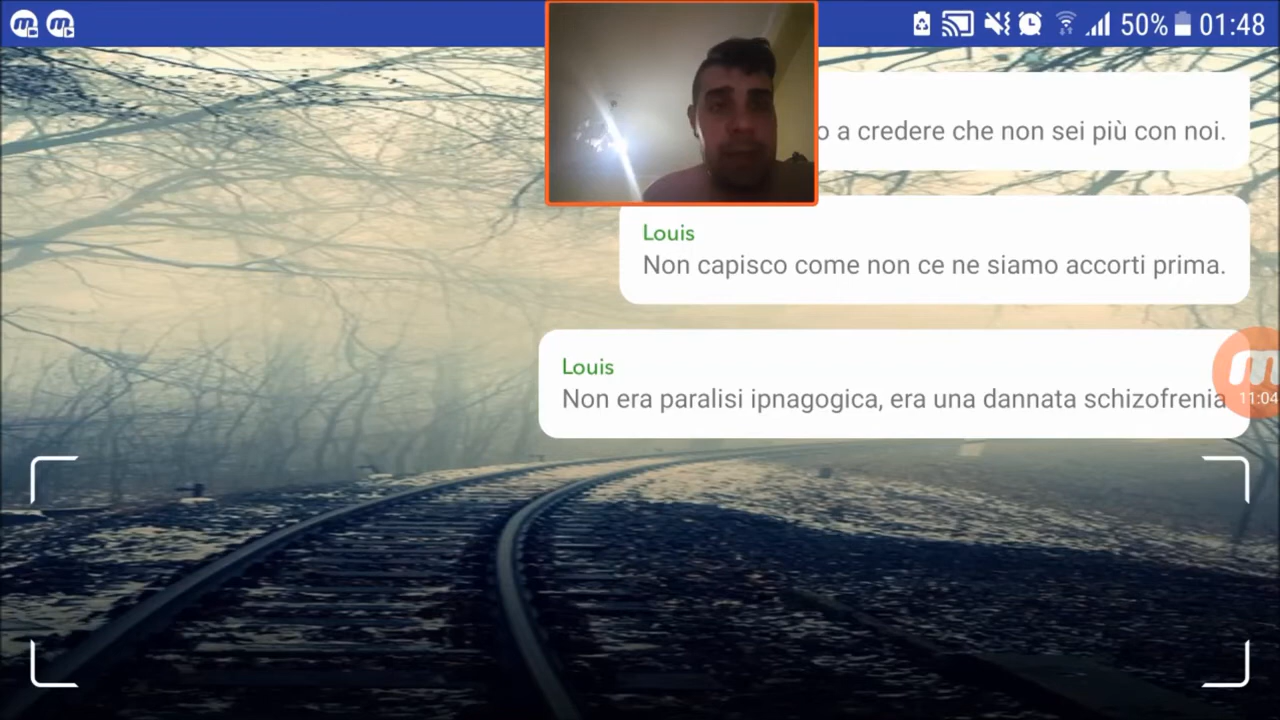 50% 01:48
o a credere che non sei più con noi.
Louis
Non capisco come non ce ne siamo accorti prima.
Louis
Non era paralisi ipnagogica, era una dannata schizofrenia
11:04